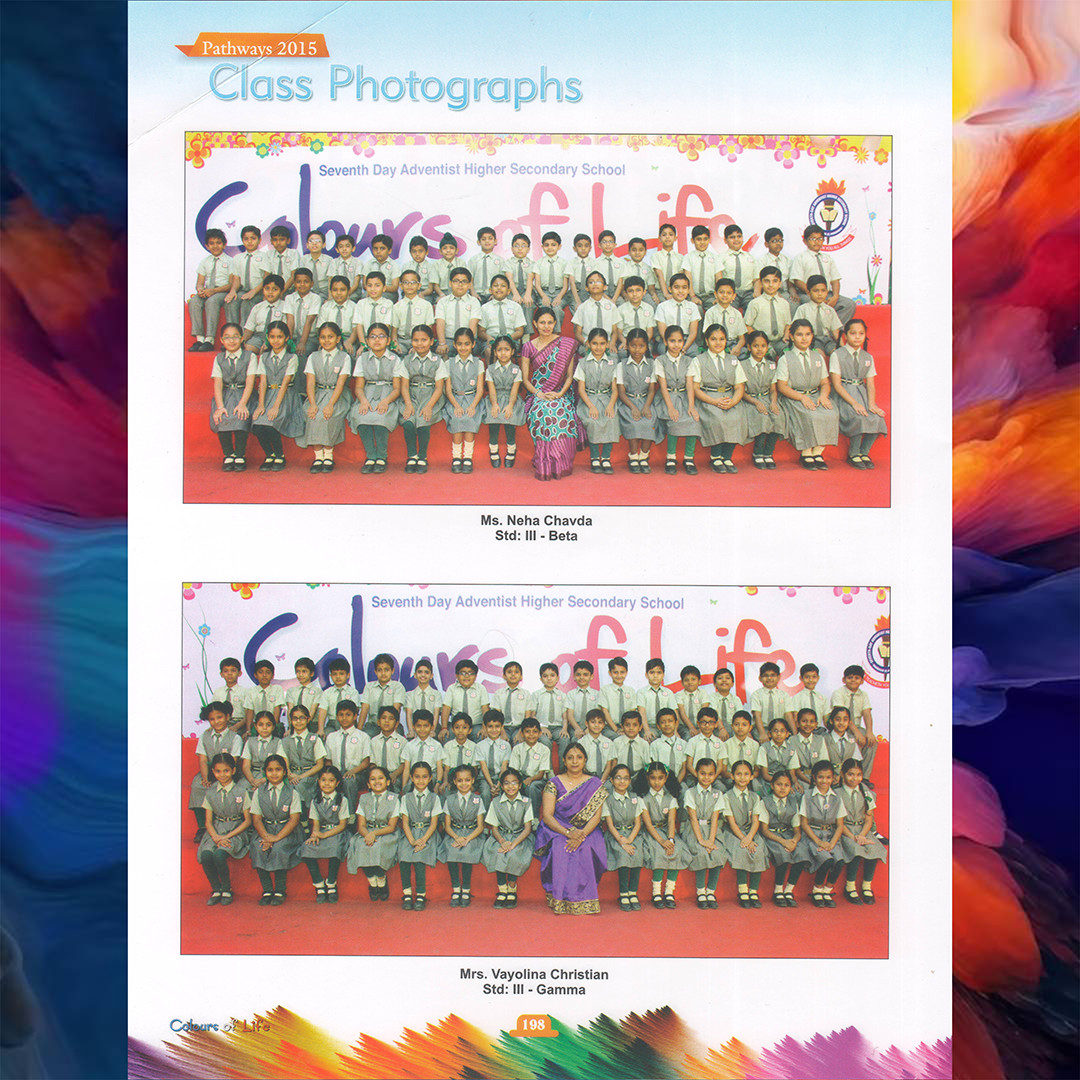 Pathways 2015
Class Photographs
Seventh Day Adventist Higher Secondary School
Colours of Life
Ms. Neha Chavda
Std: III - Beta
Seventh Day Adventist Higher Secondary School
Colours of Life
Mrs. Vayolina Christian
Std: III - Gamma
Colours of Life
198